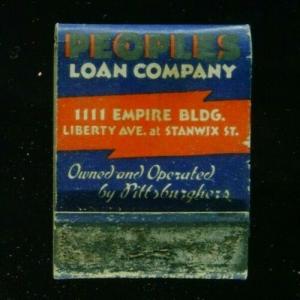 PEOPLES
LOAN COMPANY
1111 EMPIRE BLDG.
LIBERTY AVE. at STANWIX ST.
Owned and Operated
by Pittsburghers